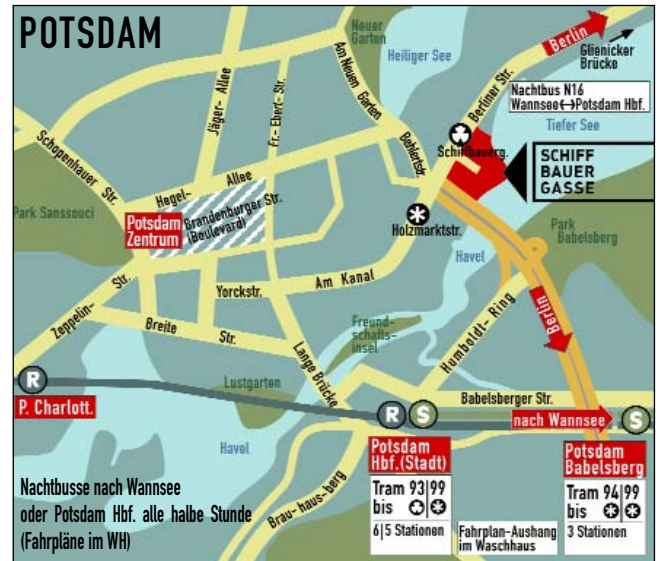 POTSDAM
Neuer
Garten
Heiliger See
Berlin
Glienicker
Brücke
Am Neuen Garten
Jäger- Allee
Fr.- Ebert- Str.
Berliner Str.
Nachtbus N16
Wannsee↔Potsdam Hbf.
Behlertstr.
Tiefer See
Schopenhauer Str.
Schiffbauerg.
SCHIFF
BAUER
GASSE
Hegel- Allee
Park Sanssouci
Potsdam
Zentrum
Brandenburger Str.
(Boulevard)
Holzmarktstr.
Park
Babelsberg
Havel
Am Kanal
Zeppelin- Str.
Yorckstr.
Breite Str.
Berlin
Humboldt- Ring
Freund-
schafts-
insel
Lange Brücke
R
Lustgarten
Babelsberger Str.
P. Charlott.
R S
nach Wannsee
S
Havel
Potsdam
Hbf.(Stadt)
Potsdam
Babelsberg
Brau- haus- berg
Nachtbusse nach Wannsee
oder Potsdam Hbf. alle halbe Stunde
(Fahrpläne im WH)
Tram 93|99
bis
6|5 Stationen
Fahrplan-Aushang
im Waschhaus
Tram 94|99
bis
3 Stationen